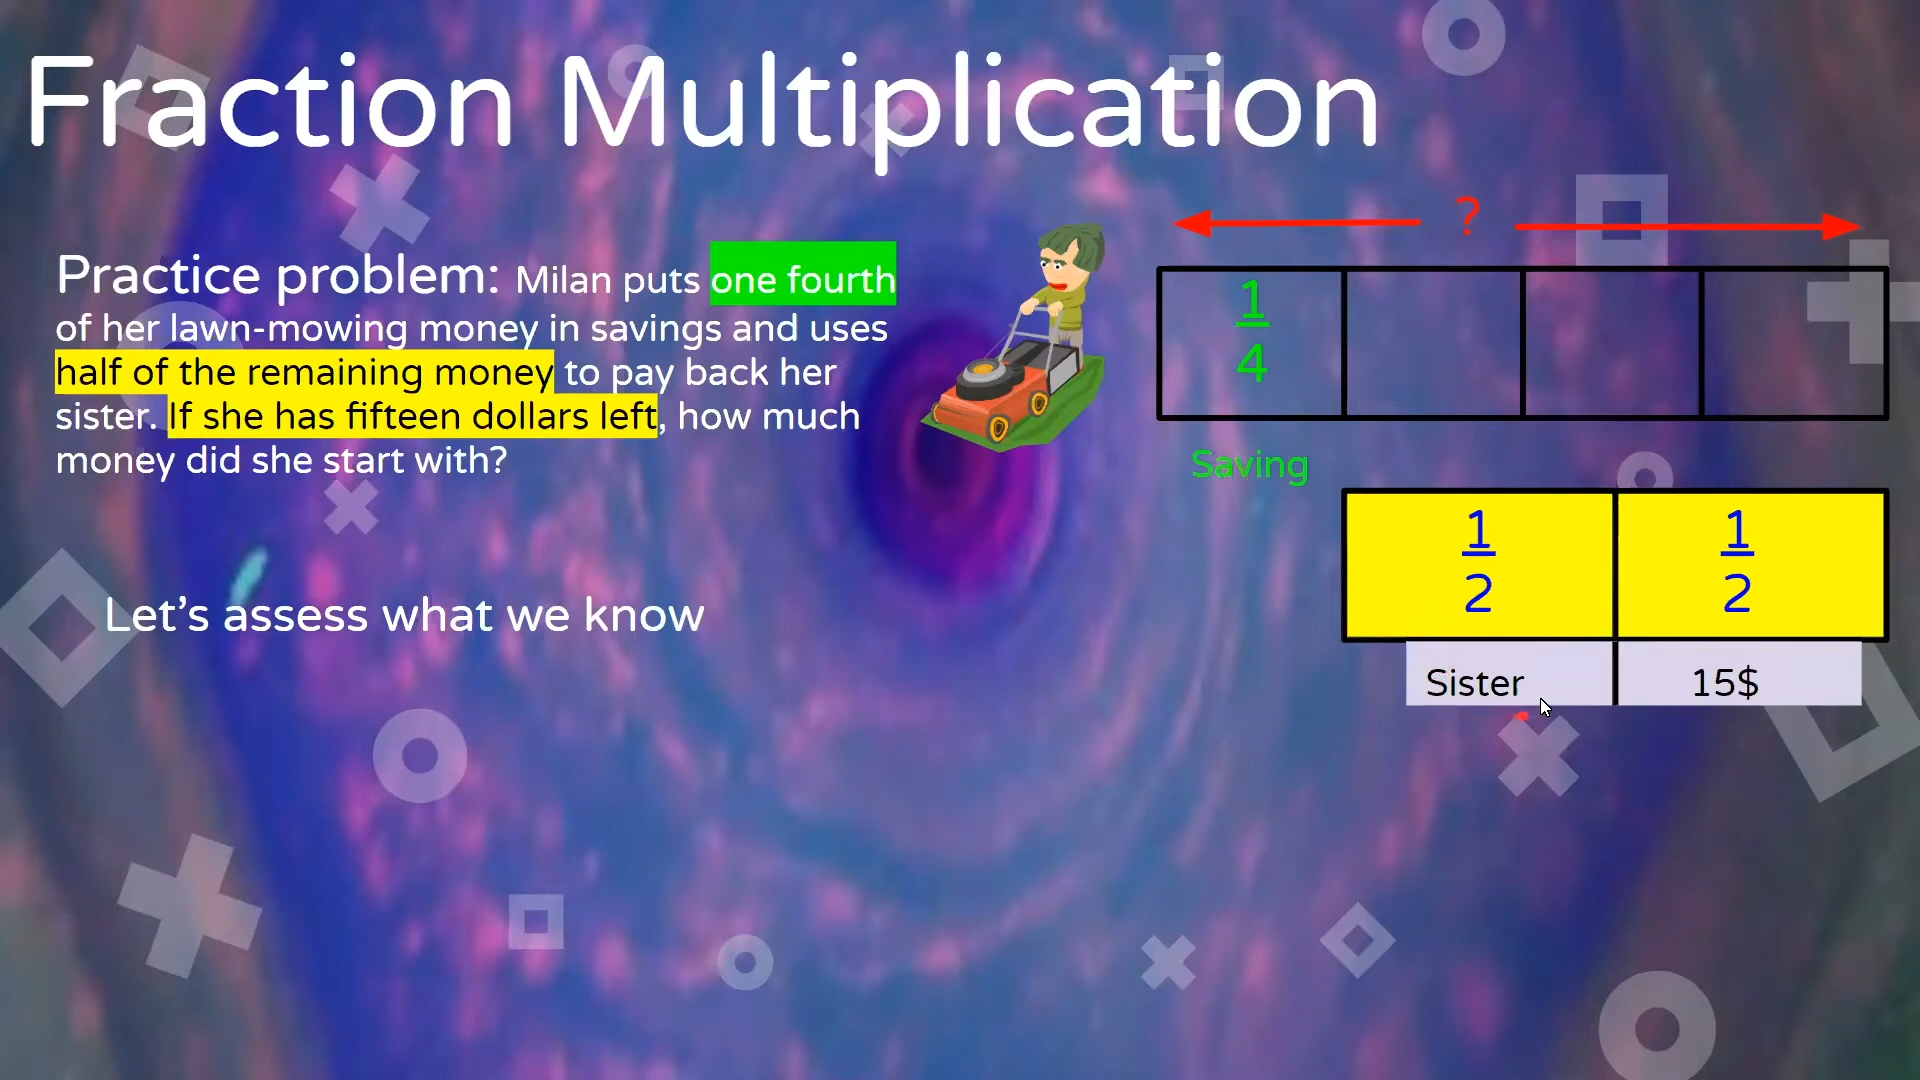 Fraction Multiplication
?
Practice problem: Milan puts one fourth
of her lawn-mowing money in savings and uses
half of the remaining money to pay back her
sister. If she has fifteen dollars left, how much
money did she start with?
1
4
Saving
1 1
2 2
Sister 15$
Let's assess what we know